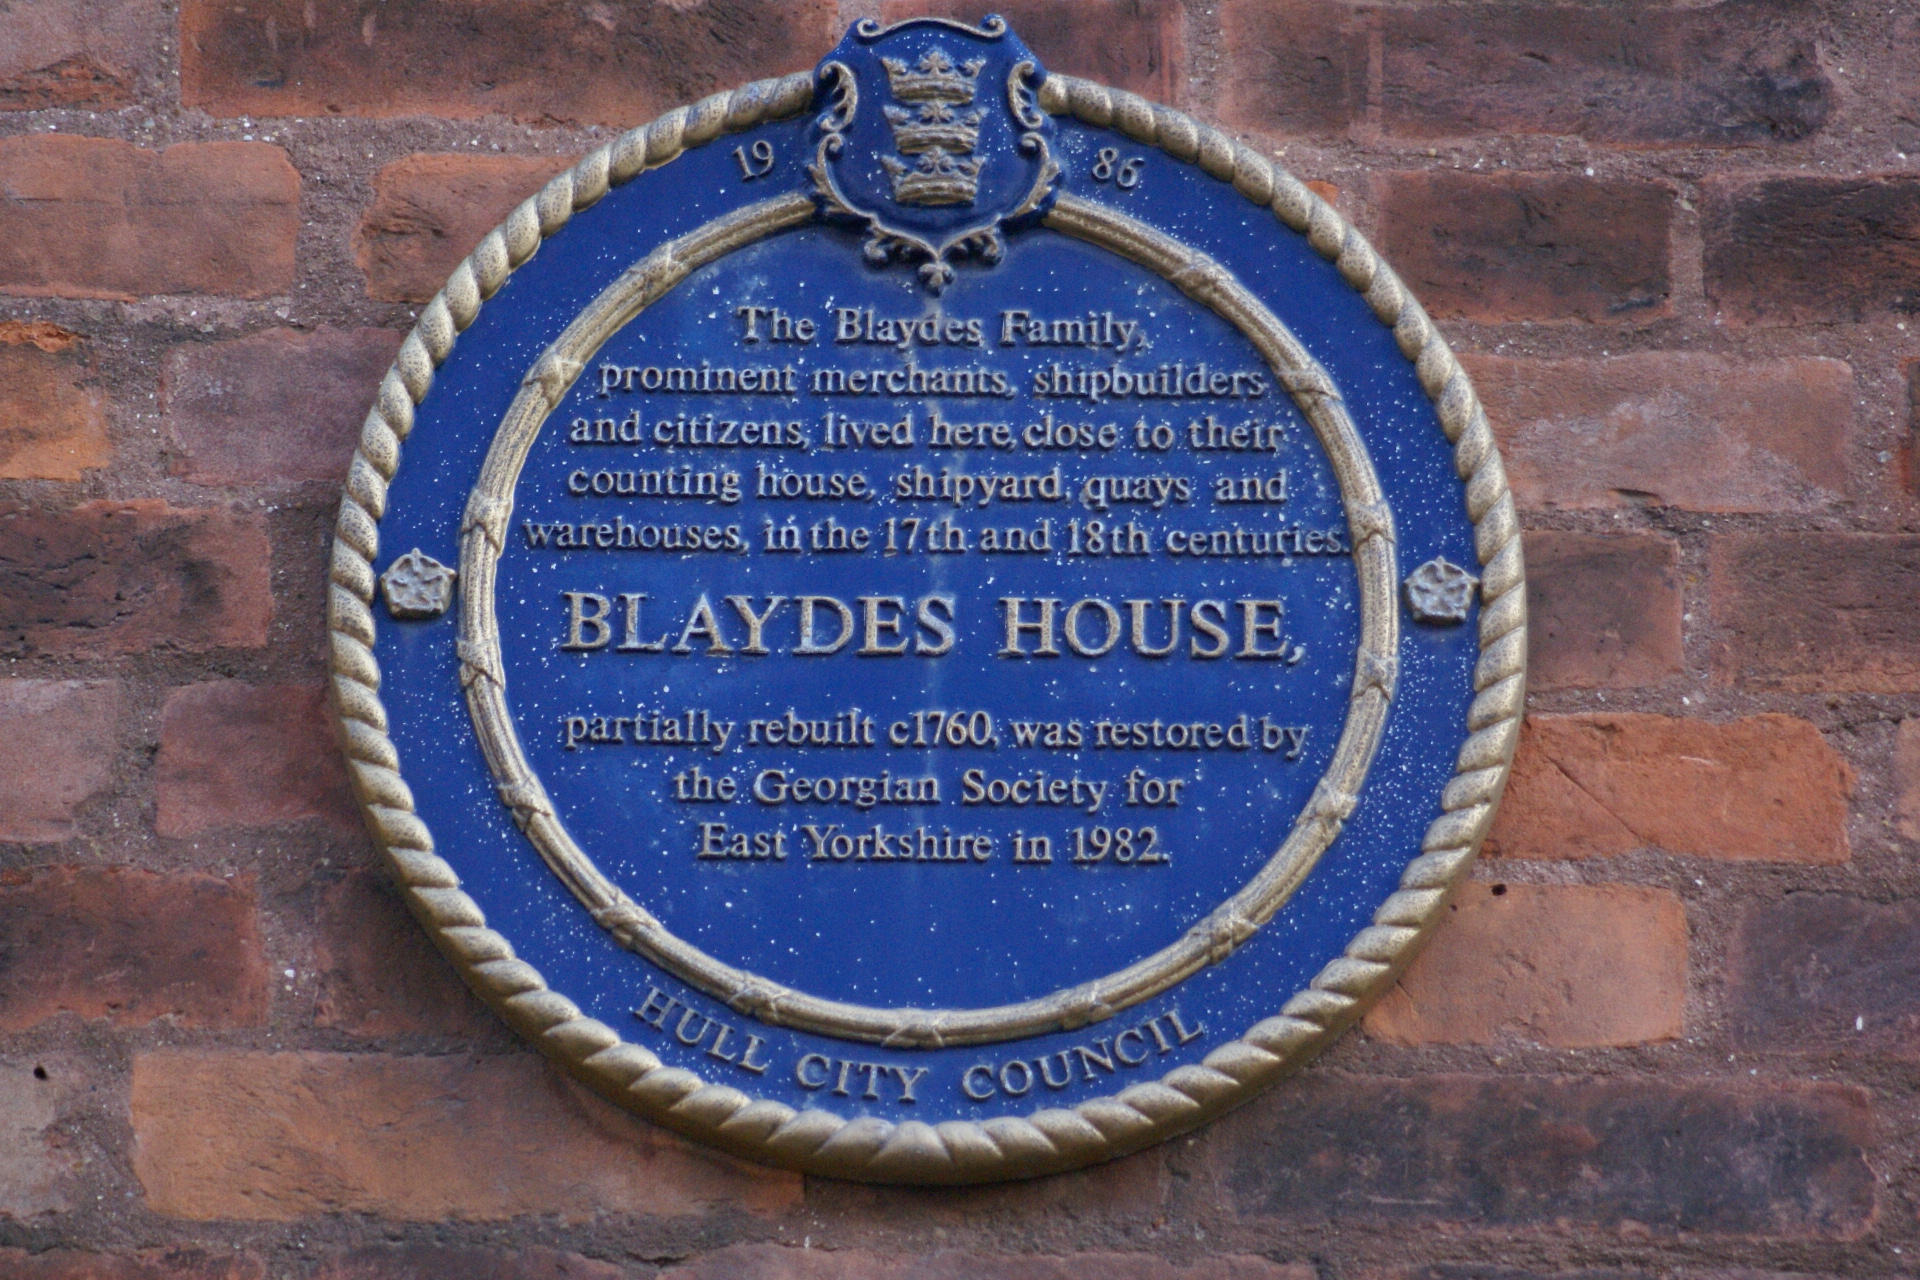 19 86
The Blaydes Family,
prominent merchants, shipbuilders
and citizens, lived here, close to their
counting house, shipyard, quays and
warehouses, in the 17th and 18th centuries.
BLAYDES HOUSE,
partially rebuilt c1760, was restored by
the Georgian Society for
East Yorkshire in 1982.
HULL CITY COUNCIL